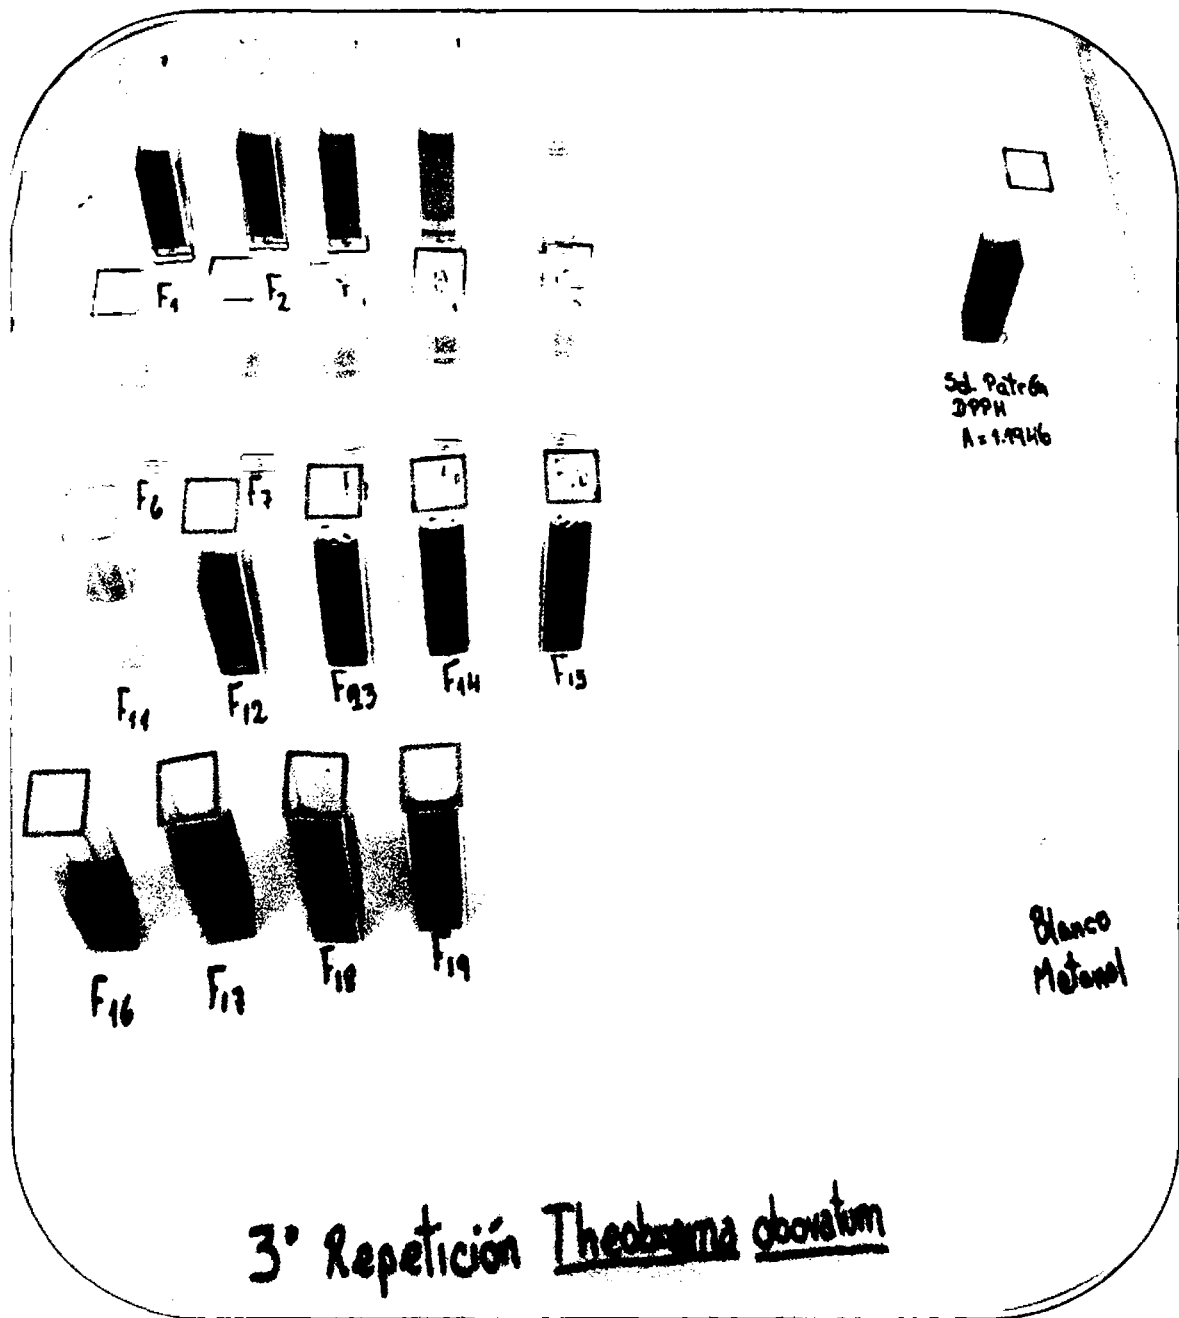 F1 F2
F6 F7
F11 F12 F13 F14 F15
F16 F17 F18 F19
Sol. Patrón
DPPH
A = 1.1946
Blanco
Metanol
3° Repetición Theobroma obovatum